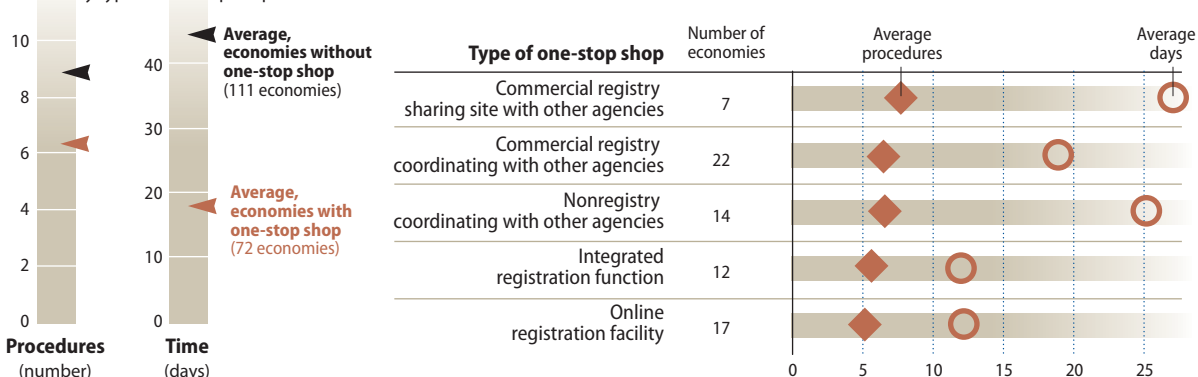 10
8
6
4
2
0
Procedures
(number)
40
30
20
10
0
Time
(days)
Average,
economies without
one-stop shop
(111 economies)
Average,
economies with
one-stop shop
(72 economies)
Type of one-stop shop
Number of
economies
Average
procedures
Average
days
Commercial registry
sharing site with other agencies
7
Commercial registry
coordinating with other agencies
22
Nonregistry
coordinating with other agencies
14
Integrated
registration function
12
Online
registration facility
17
0 5 10 15 20 25